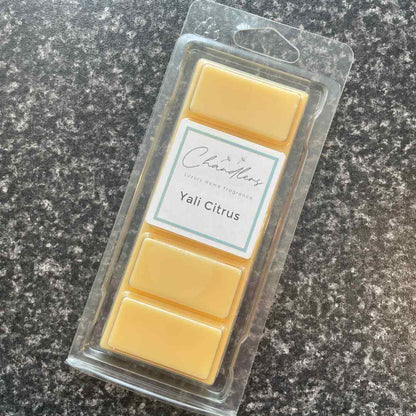 Chandlers
Luxury Home Fragrance
Yali Citrus